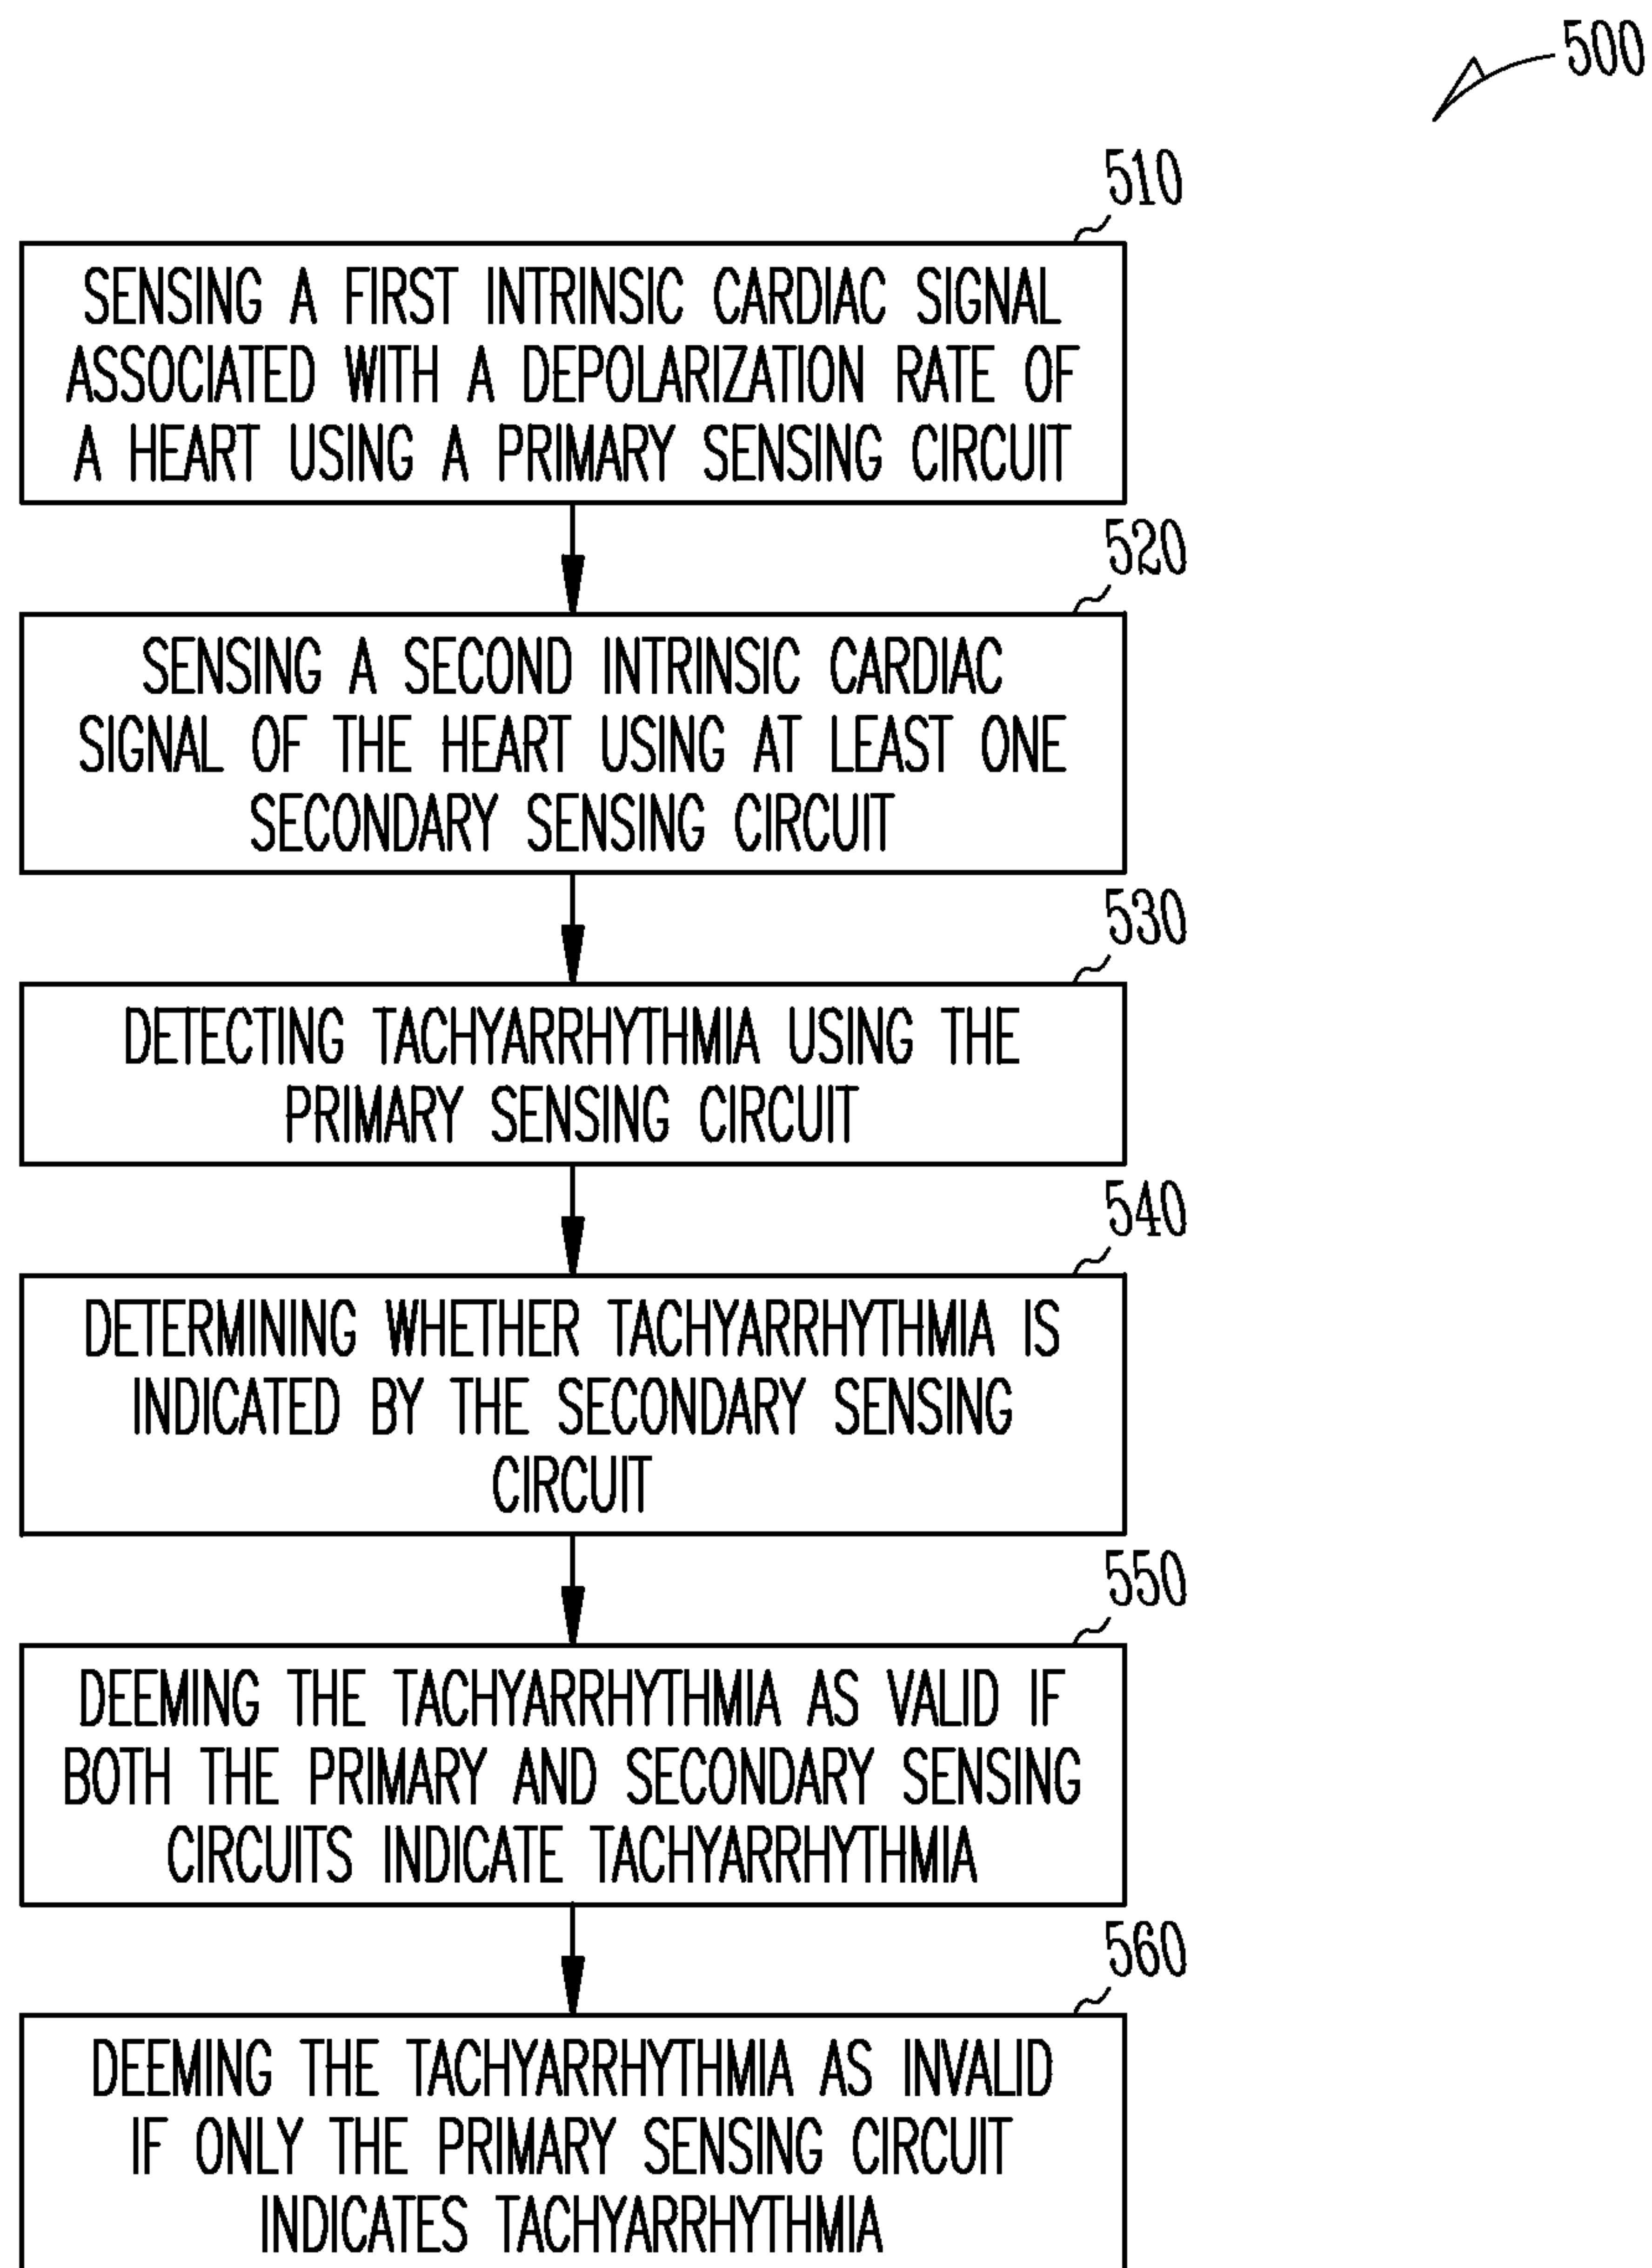 500
510
SENSING A FIRST INTRINSIC CARDIAC SIGNAL
ASSOCIATED WITH A DEPOLARIZATION RATE OF
A HEART USING A PRIMARY SENSING CIRCUIT
520
SENSING A SECOND INTRINSIC CARDIAC
SIGNAL OF THE HEART USING AT LEAST ONE
SECONDARY SENSING CIRCUIT
530
DETECTING TACHYARRHYTHMIA USING THE
PRIMARY SENSING CIRCUIT
540
DETERMINING WHETHER TACHYARRHYTHMIA IS
INDICATED BY THE SECONDARY SENSING
CIRCUIT
550
DEEMING THE TACHYARRHYTHMIA AS VALID IF
BOTH THE PRIMARY AND SECONDARY SENSING
CIRCUITS INDICATE TACHYARRHYTHMIA
560
DEEMING THE TACHYARRHYTHMIA AS INVALID
IF ONLY THE PRIMARY SENSING CIRCUIT
INDICATES TACHYARRHYTHMIA